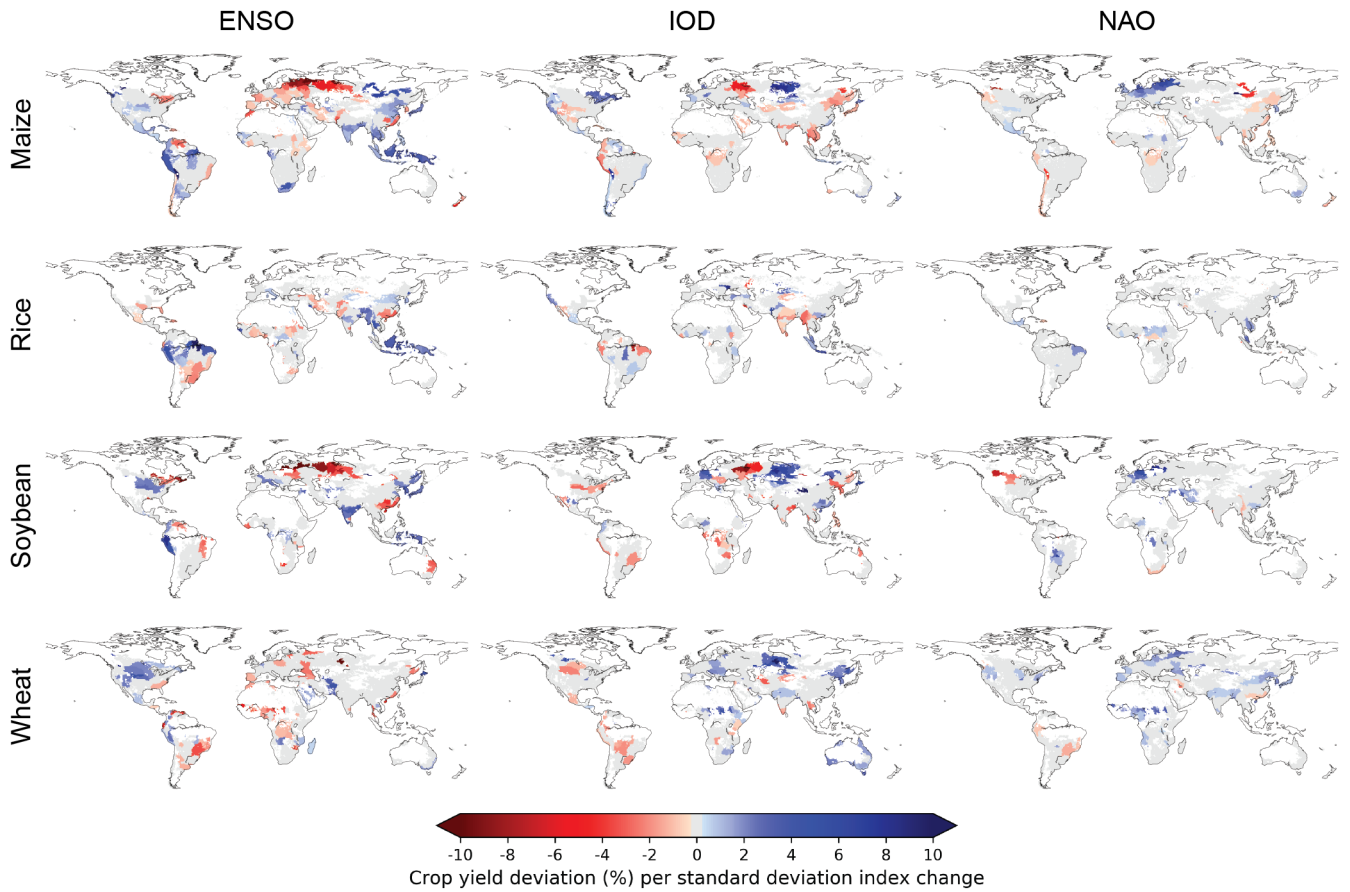 ENSO IOD NAO
Maize
Rice
Soybean
Wheat
-10 -8 -6 -4 -2 0 2 4 6 8 10
Crop yield deviation (%) per standard deviation index change